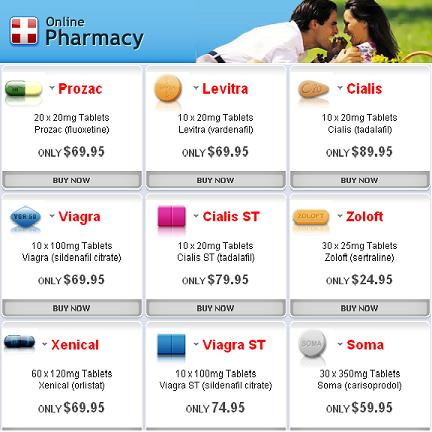 Online
Pharmacy
Prozac
20 x 20mg Tablets
Prozac (fluoxetine)
ONLY $69.95
BUY NOW
Levitra
10 x 20mg Tablets
Levitra (vardenafil)
ONLY $69.95
BUY NOW
C 20
Cialis
10 x 20mg Tablets
Cialis (tadalafil)
ONLY $89.95
BUY NOW
VGR 50
Viagra
10 x 100mg Tablets
Viagra (sildenafil citrate)
ONLY $69.95
BUY NOW
Cialis ST
10 x 20mg Tablets
Cialis ST (tadalafil)
ONLY $79.95
BUY NOW
ZOLOFT
Zoloft
30 x 25mg Tablets
Zoloft (sertraline)
ONLY $24.95
BUY NOW
Xenical
60 x 120mg Tablets
Xenical (orlistat)
ONLY $69.95
Viagra ST
10 x 100mg Tablets
Viagra ST (sildenafil citrate)
ONLY 74.95
SOMA
Soma
30 x 350mg Tablets
Soma (carisoprodol)
ONLY $59.95